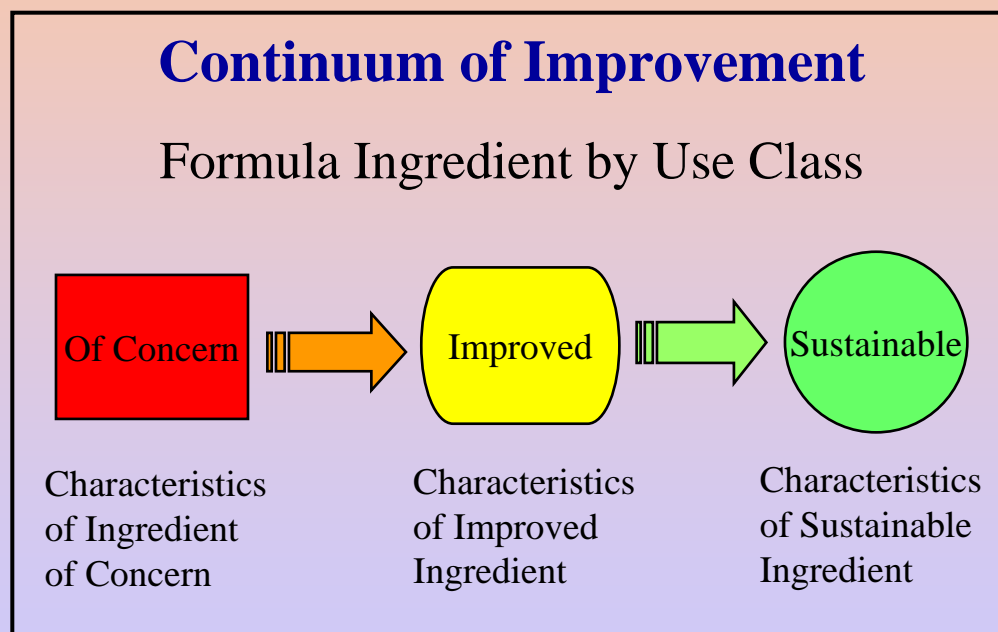 Continuum of Improvement
Formula Ingredient by Use Class
Of Concern
Improved
Sustainable
Characteristics
of Ingredient
of Concern
Characteristics
of Improved
Ingredient
Characteristics
of Sustainable
Ingredient